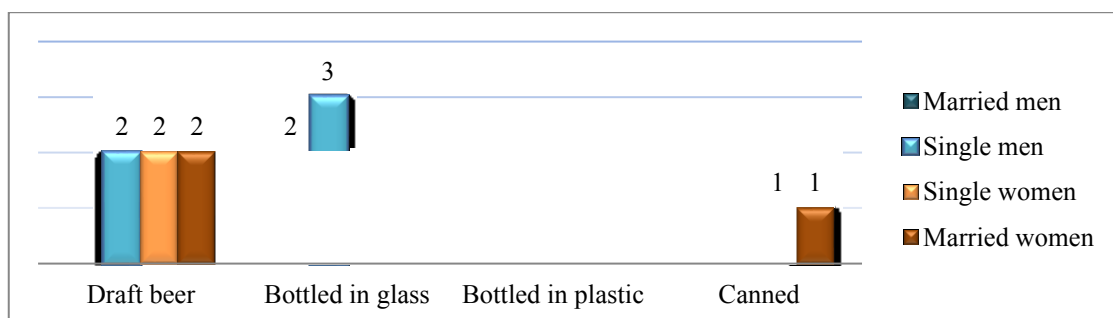 3
2 2 2
2
1 1
Draft beer
Bottled in glass
Bottled in plastic
Canned
Married men
Single men
Single women
Married women